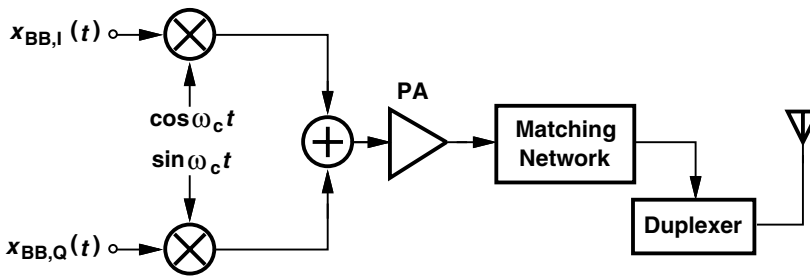 x_BB,I (t)
cos ω_c t
sin ω_c t
x_BB,Q (t)
+
PA
Matching
Network
Duplexer